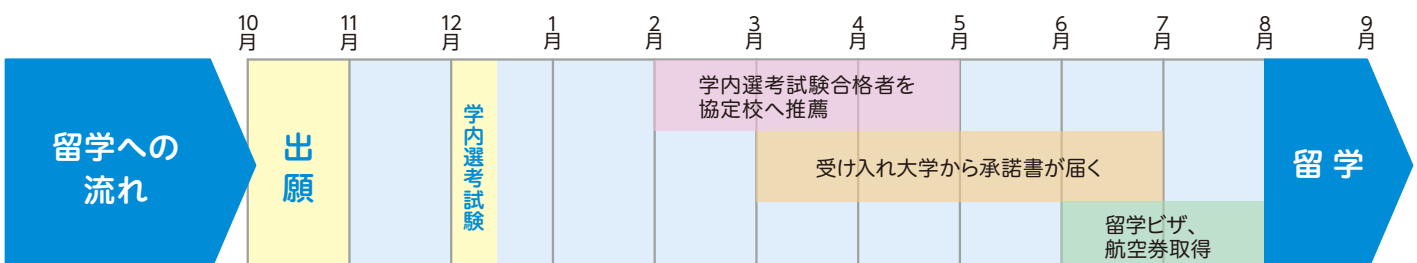 10月
11月
12月
1月
2月
3月
4月
5月
6月
7月
8月
9月
留学への
流れ
出願
学内選考試験
学内選考試験合格者を
協定校へ推薦
受け入れ大学から承諾書が届く
留学ビザ、
航空券取得
留学